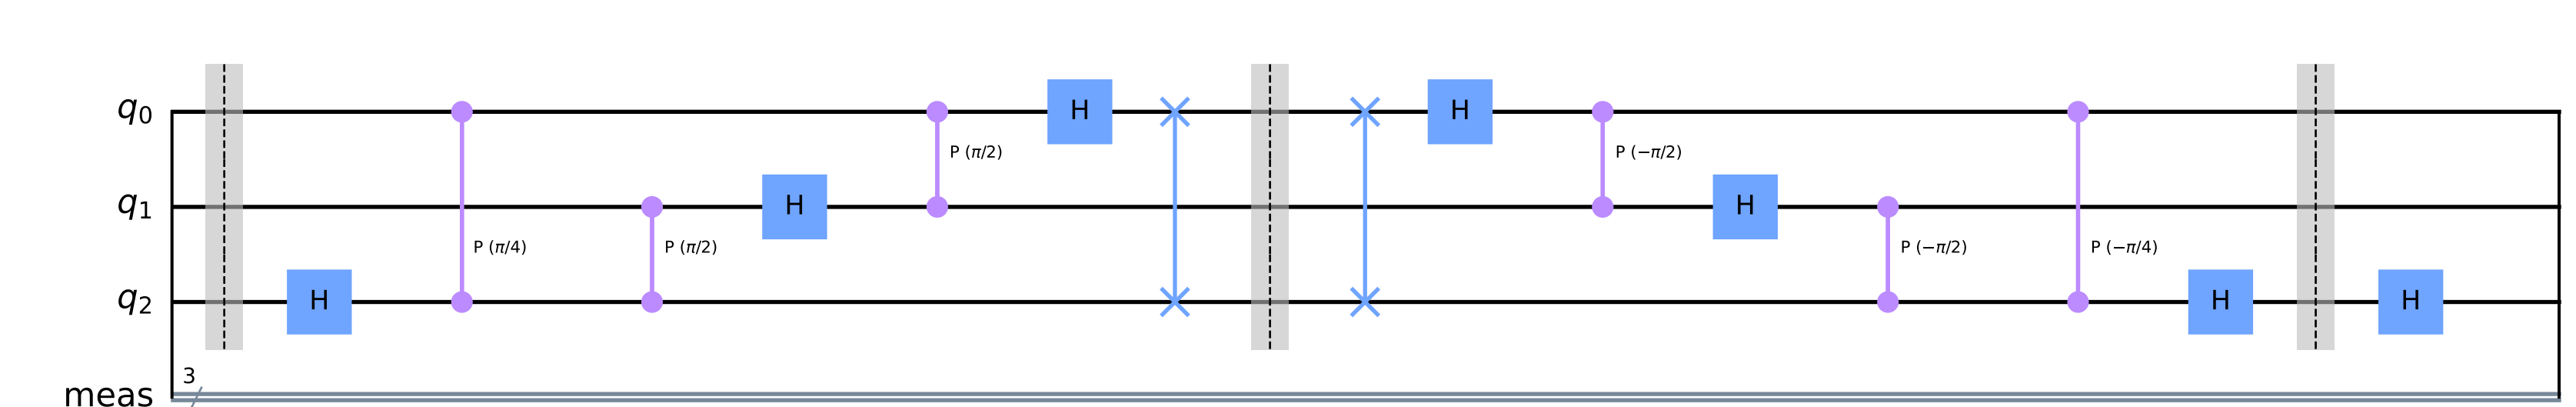 q0 H H
P (π/2) P (−π/2)
q1 H H
P (π/4) P (π/2) P (−π/2) P (−π/4)
q2 H H H
3
meas